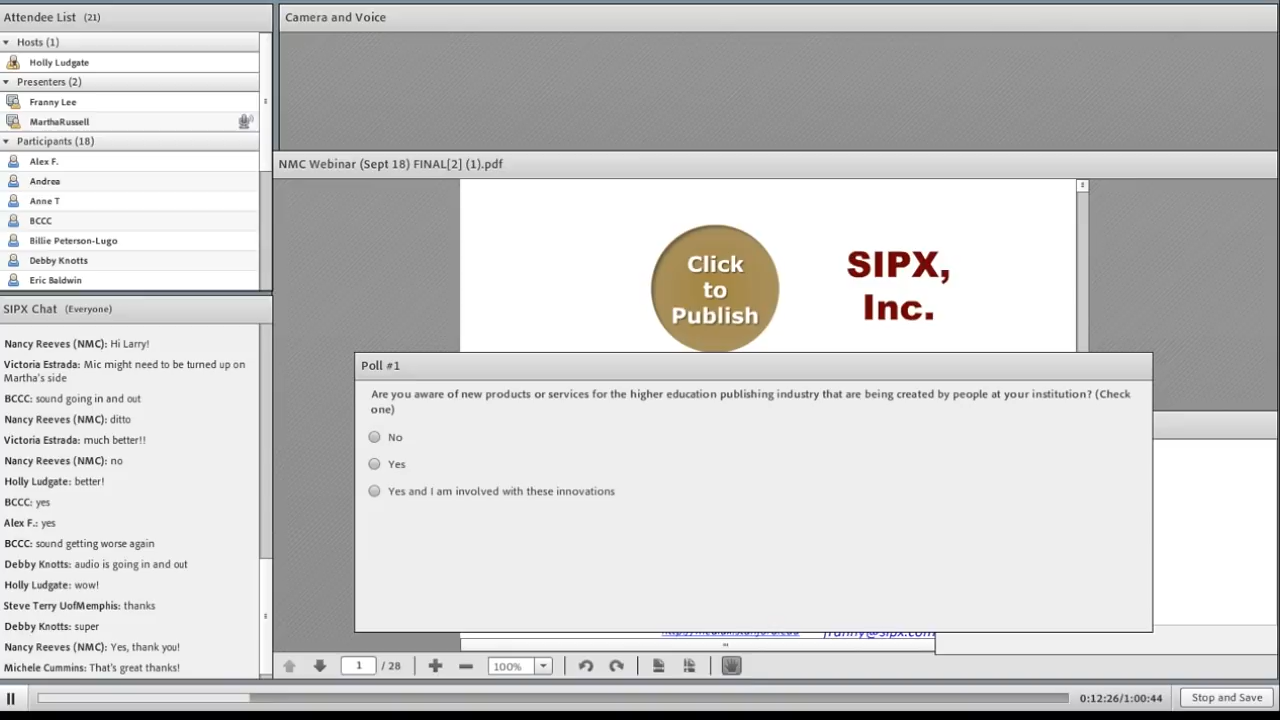 Attendee List (21)
Hosts (1)
Holly Ludgate
Presenters (2)
Franny Lee
MarthaRussell
Participants (18)
Alex F.
Andrea
Anne T
BCCC
Billie Peterson-Lugo
Debby Knotts
Eric Baldwin
SIPX Chat (Everyone)
Nancy Reeves (NMC): Hi Larry!
Victoria Estrada: Mic might need to be turned up on
Martha's side
BCCC: sound going in and out
Nancy Reeves (NMC): ditto
Victoria Estrada: much better!!
Nancy Reeves (NMC): no
Holly Ludgate: better!
BCCC: yes
Alex F.: yes
BCCC: sound getting worse again
Debby Knotts: audio is going in and out
Holly Ludgate: wow!
Steve Terry UofMemphis: thanks
Debby Knotts: super
Nancy Reeves (NMC): Yes, thank you!
Michele Cummins: That's great thanks!
Camera and Voice
NMC Webinar (Sept 18) FINAL[2] (1).pdf
Click
to
Publish
SIPX,
Inc.
Poll #1
Are you aware of new products or services for the higher education publishing industry that are being created by people at your institution? (Check
one)
No
Yes
Yes and I am involved with these innovations
franny@sipx.com
1 / 28
100%
0:12:26/1:00:44
Stop and Save